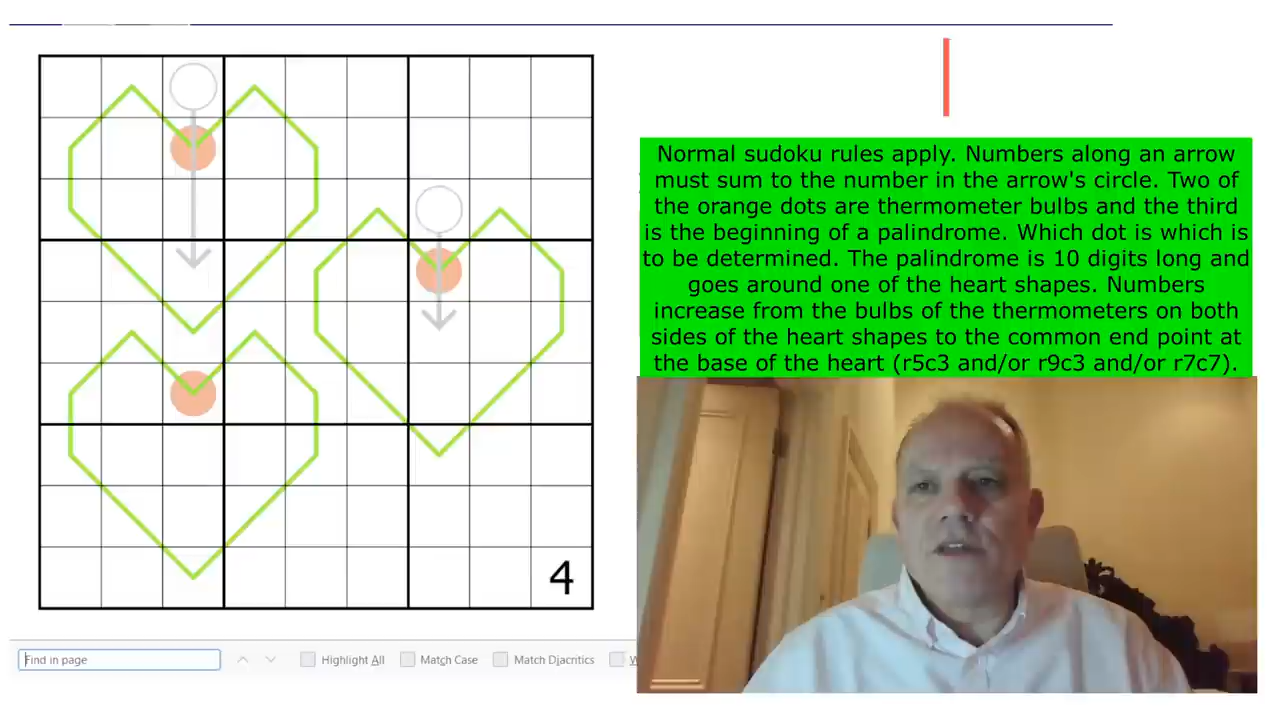 Normal sudoku rules apply. Numbers along an arrow
must sum to the number in the arrow's circle. Two of
the orange dots are thermometer bulbs and the third
is the beginning of a palindrome. Which dot is which is
to be determined. The palindrome is 10 digits long and
goes around one of the heart shapes. Numbers
increase from the bulbs of the thermometers on both
sides of the heart shapes to the common end point at
the base of the heart (r5c3 and/or r9c3 and/or r7c7).
4
Find in page Highlight All Match Case Match Diacritics